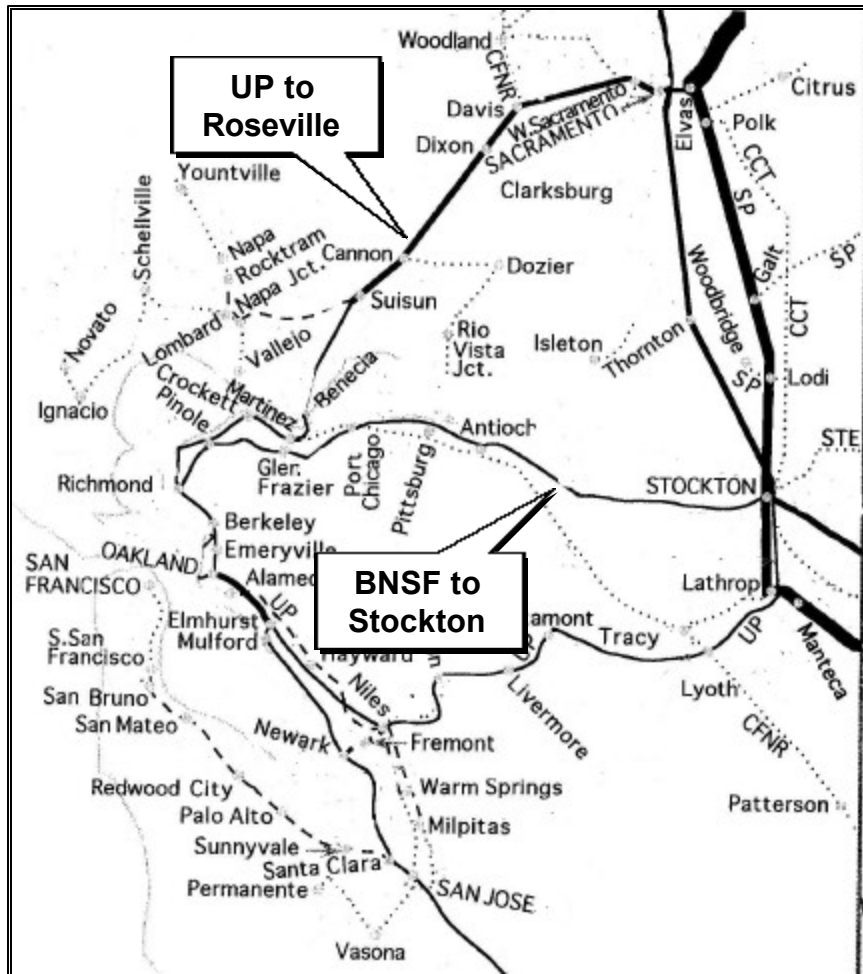 Woodland
CFNR
UP to
Roseville
Davis
W.Sacramento
SACRAMENTO
Elvas
Citrus
Polk
Dixon
CCT
Yountville
Clarksburg
SP
Schellville
Napa
Rocktram
Napa Jct.
Cannon
Dozier
Galt
SP
Suisun
Woodbridge
CCT
Novato
Lombard
Vallejo
Rio
Vista
Jct.
Isleton
Thornton
SP
Lodi
Ignacio
Crockett
Martinez
Benecia
Pinole
Antioch
STE
Richmond
Gler.
Frazier
Port
Chicago
Pittsburg
STOCKTON
Berkeley
Emeryville
OAKLAND
SAN
FRANCISCO
Alamed
BNSF to
Stockton
Lathrop
UP
Elmhurst
Mulford
amont
Tracy
UP
Manteca
S.San
Francisco
Hayward
Livermore
Lyoth
San Bruno
Niles
San Mateo
Newark
Fremont
CFNR
Redwood City
Warm Springs
Patterson
Palo Alto
Milpitas
Sunnyvale
Santa Clara
Permanente
SAN JOSE
Vasona